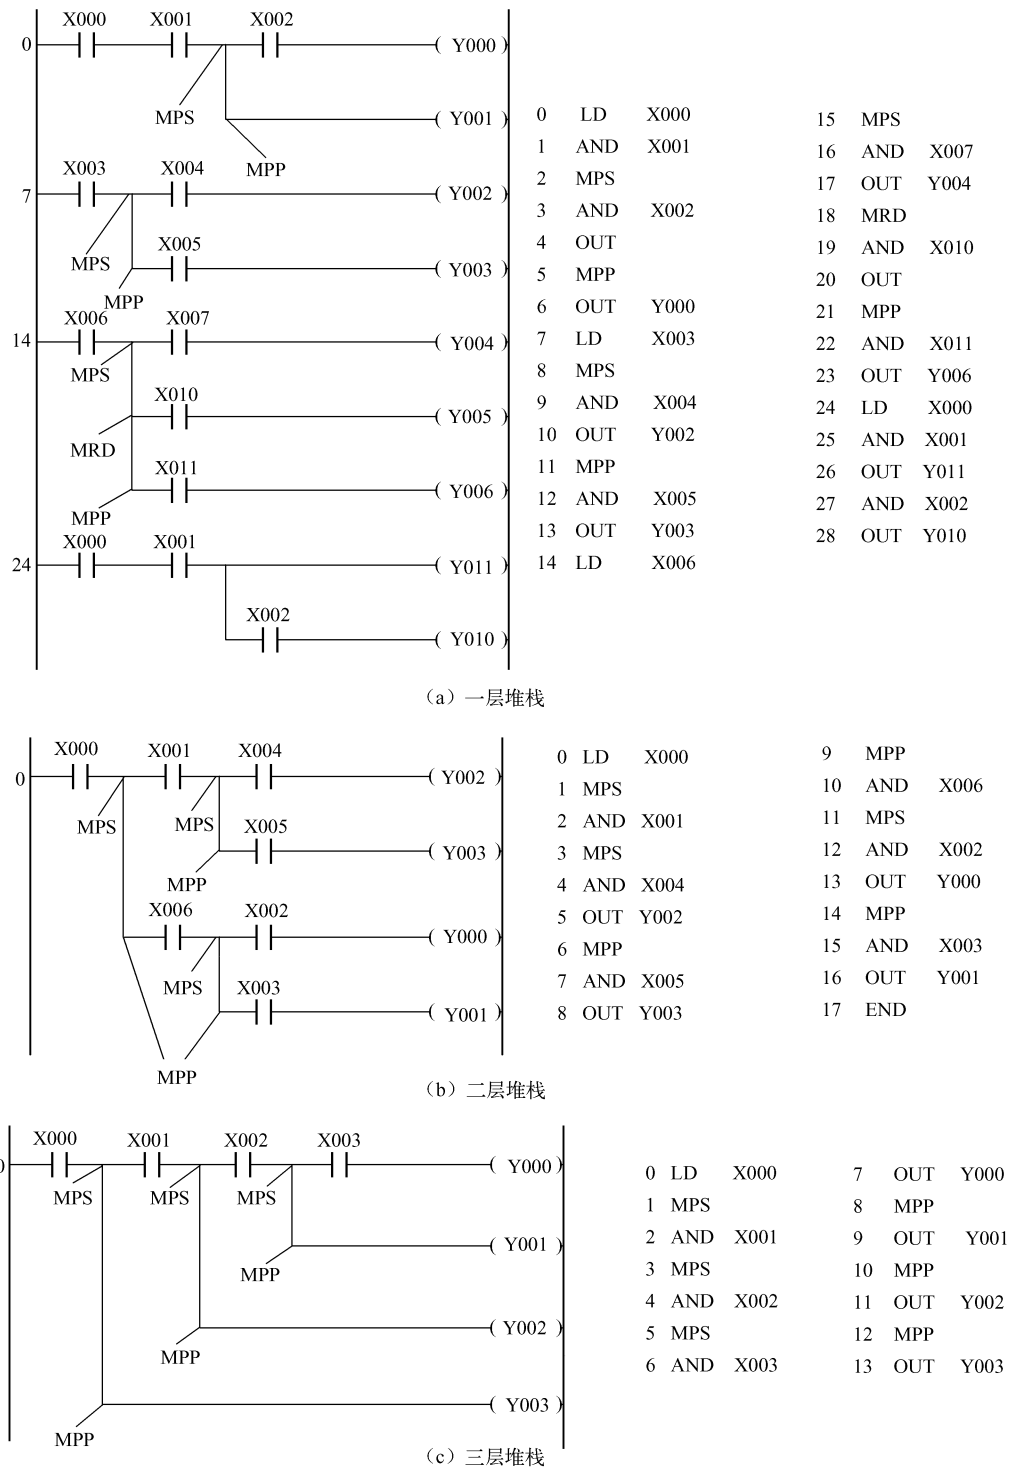 X000 X001 X002
0 ( Y000 )
MPS ( Y001 )
MPP
X003 X004
7 ( Y002 )
X005
MPS ( Y003 )
MPP
X006 X007
14 ( Y004 )
MPS
X010
( Y005 )
MRD
X011
( Y006 )
MPP
X000 X001
24 ( Y011 )
X002
( Y010 )
0 LD X000
1 AND X001
2 MPS
3 AND X002
4 OUT
5 MPP
6 OUT Y000
7 LD X003
8 MPS
9 AND X004
10 OUT Y002
11 MPP
12 AND X005
13 OUT Y003
14 LD X006
15 MPS
16 AND X007
17 OUT Y004
18 MRD
19 AND X010
20 OUT
21 MPP
22 AND X011
23 OUT Y006
24 LD X000
25 AND X001
26 OUT Y011
27 AND X002
28 OUT Y010
（a）一层堆栈
X000 X001 X004
0 ( Y002 )
MPS MPS X005
( Y003 )
MPP
X006 X002
( Y000 )
MPS X003
( Y001 )
MPP
0 LD X000
1 MPS
2 AND X001
3 MPS
4 AND X004
5 OUT Y002
6 MPP
7 AND X005
8 OUT Y003
9 MPP
10 AND X006
11 MPS
12 AND X002
13 OUT Y000
14 MPP
15 AND X003
16 OUT Y001
17 END
（b）二层堆栈
X000 X001 X002 X003
0 ( Y000 )
MPS MPS MPS
( Y001 )
MPP
( Y002 )
MPP
( Y003 )
MPP
0 LD X000
1 MPS
2 AND X001
3 MPS
4 AND X002
5 MPS
6 AND X003
7 OUT Y000
8 MPP
9 OUT Y001
10 MPP
11 OUT Y002
12 MPP
13 OUT Y003
（c）三层堆栈